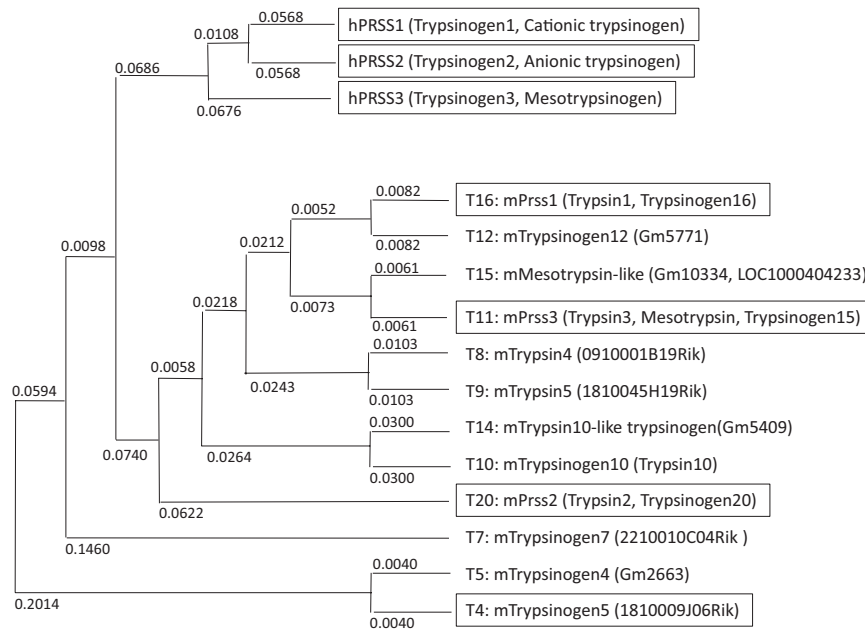 0.0568
0.0108
hPRSS1 (Trypsinogen1, Cationic trypsinogen)
hPRSS2 (Trypsinogen2, Anionic trypsinogen)
0.0568
0.0686
hPRSS3 (Trypsinogen3, Mesotrypsinogen)
0.0676
0.0082
T16: mPrss1 (Trypsin1, Trypsinogen16)
0.0052
T12: mTrypsinogen12 (Gm5771)
0.0082
0.0098
0.0212
0.0061
T15: mMesotrypsin-like (Gm10334, LOC1000404233)
0.0218
0.0073
T11: mPrss3 (Trypsin3, Mesotrypsin, Trypsinogen15)
0.0061
0.0103
T8: mTrypsin4 (0910001B19Rik)
0.0058
0.0243
T9: mTrypsin5 (1810045H19Rik)
0.0594
0.0103
0.0300
T14: mTrypsin10-like trypsinogen(Gm5409)
0.0740
0.0264
T10: mTrypsinogen10 (Trypsin10)
0.0300
T20: mPrss2 (Trypsin2, Trypsinogen20)
0.0622
T7: mTrypsinogen7 (2210010C04Rik )
0.1460
0.0040
T5: mTrypsinogen4 (Gm2663)
0.2014
T4: mTrypsinogen5 (1810009J06Rik)
0.0040